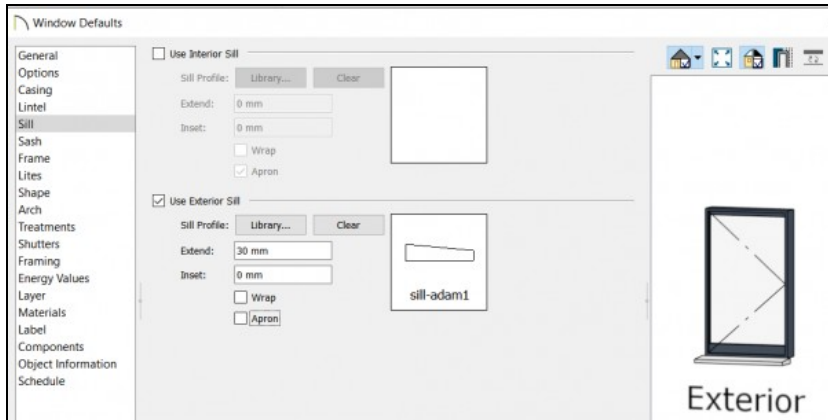 Window Defaults
General
Options
Casing
Lintel
Sill
Sash
Frame
Lites
Shape
Arch
Treatments
Shutters
Framing
Energy Values
Layer
Materials
Label
Components
Object Information
Schedule
Use Interior Sill
Sill Profile: Library... Clear
Extend: 0 mm
Inset: 0 mm
Wrap
Apron
Use Exterior Sill
Sill Profile: Library... Clear
Extend: 30 mm
Inset: 0 mm
Wrap
Apron
sill-adam1
Exterior